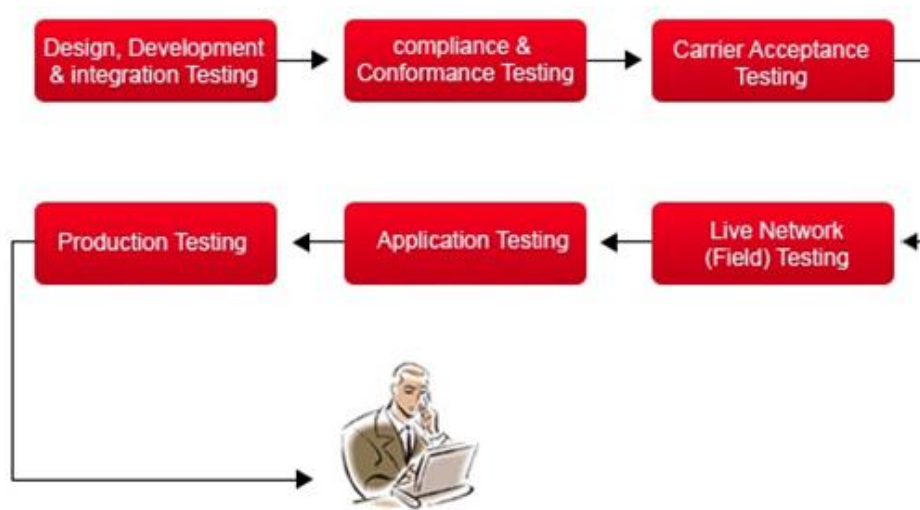 Design, Development
& integration Testing
compliance &
Conformance Testing
Carrier Acceptance
Testing
Live Network
(Field) Testing
Application Testing
Production Testing